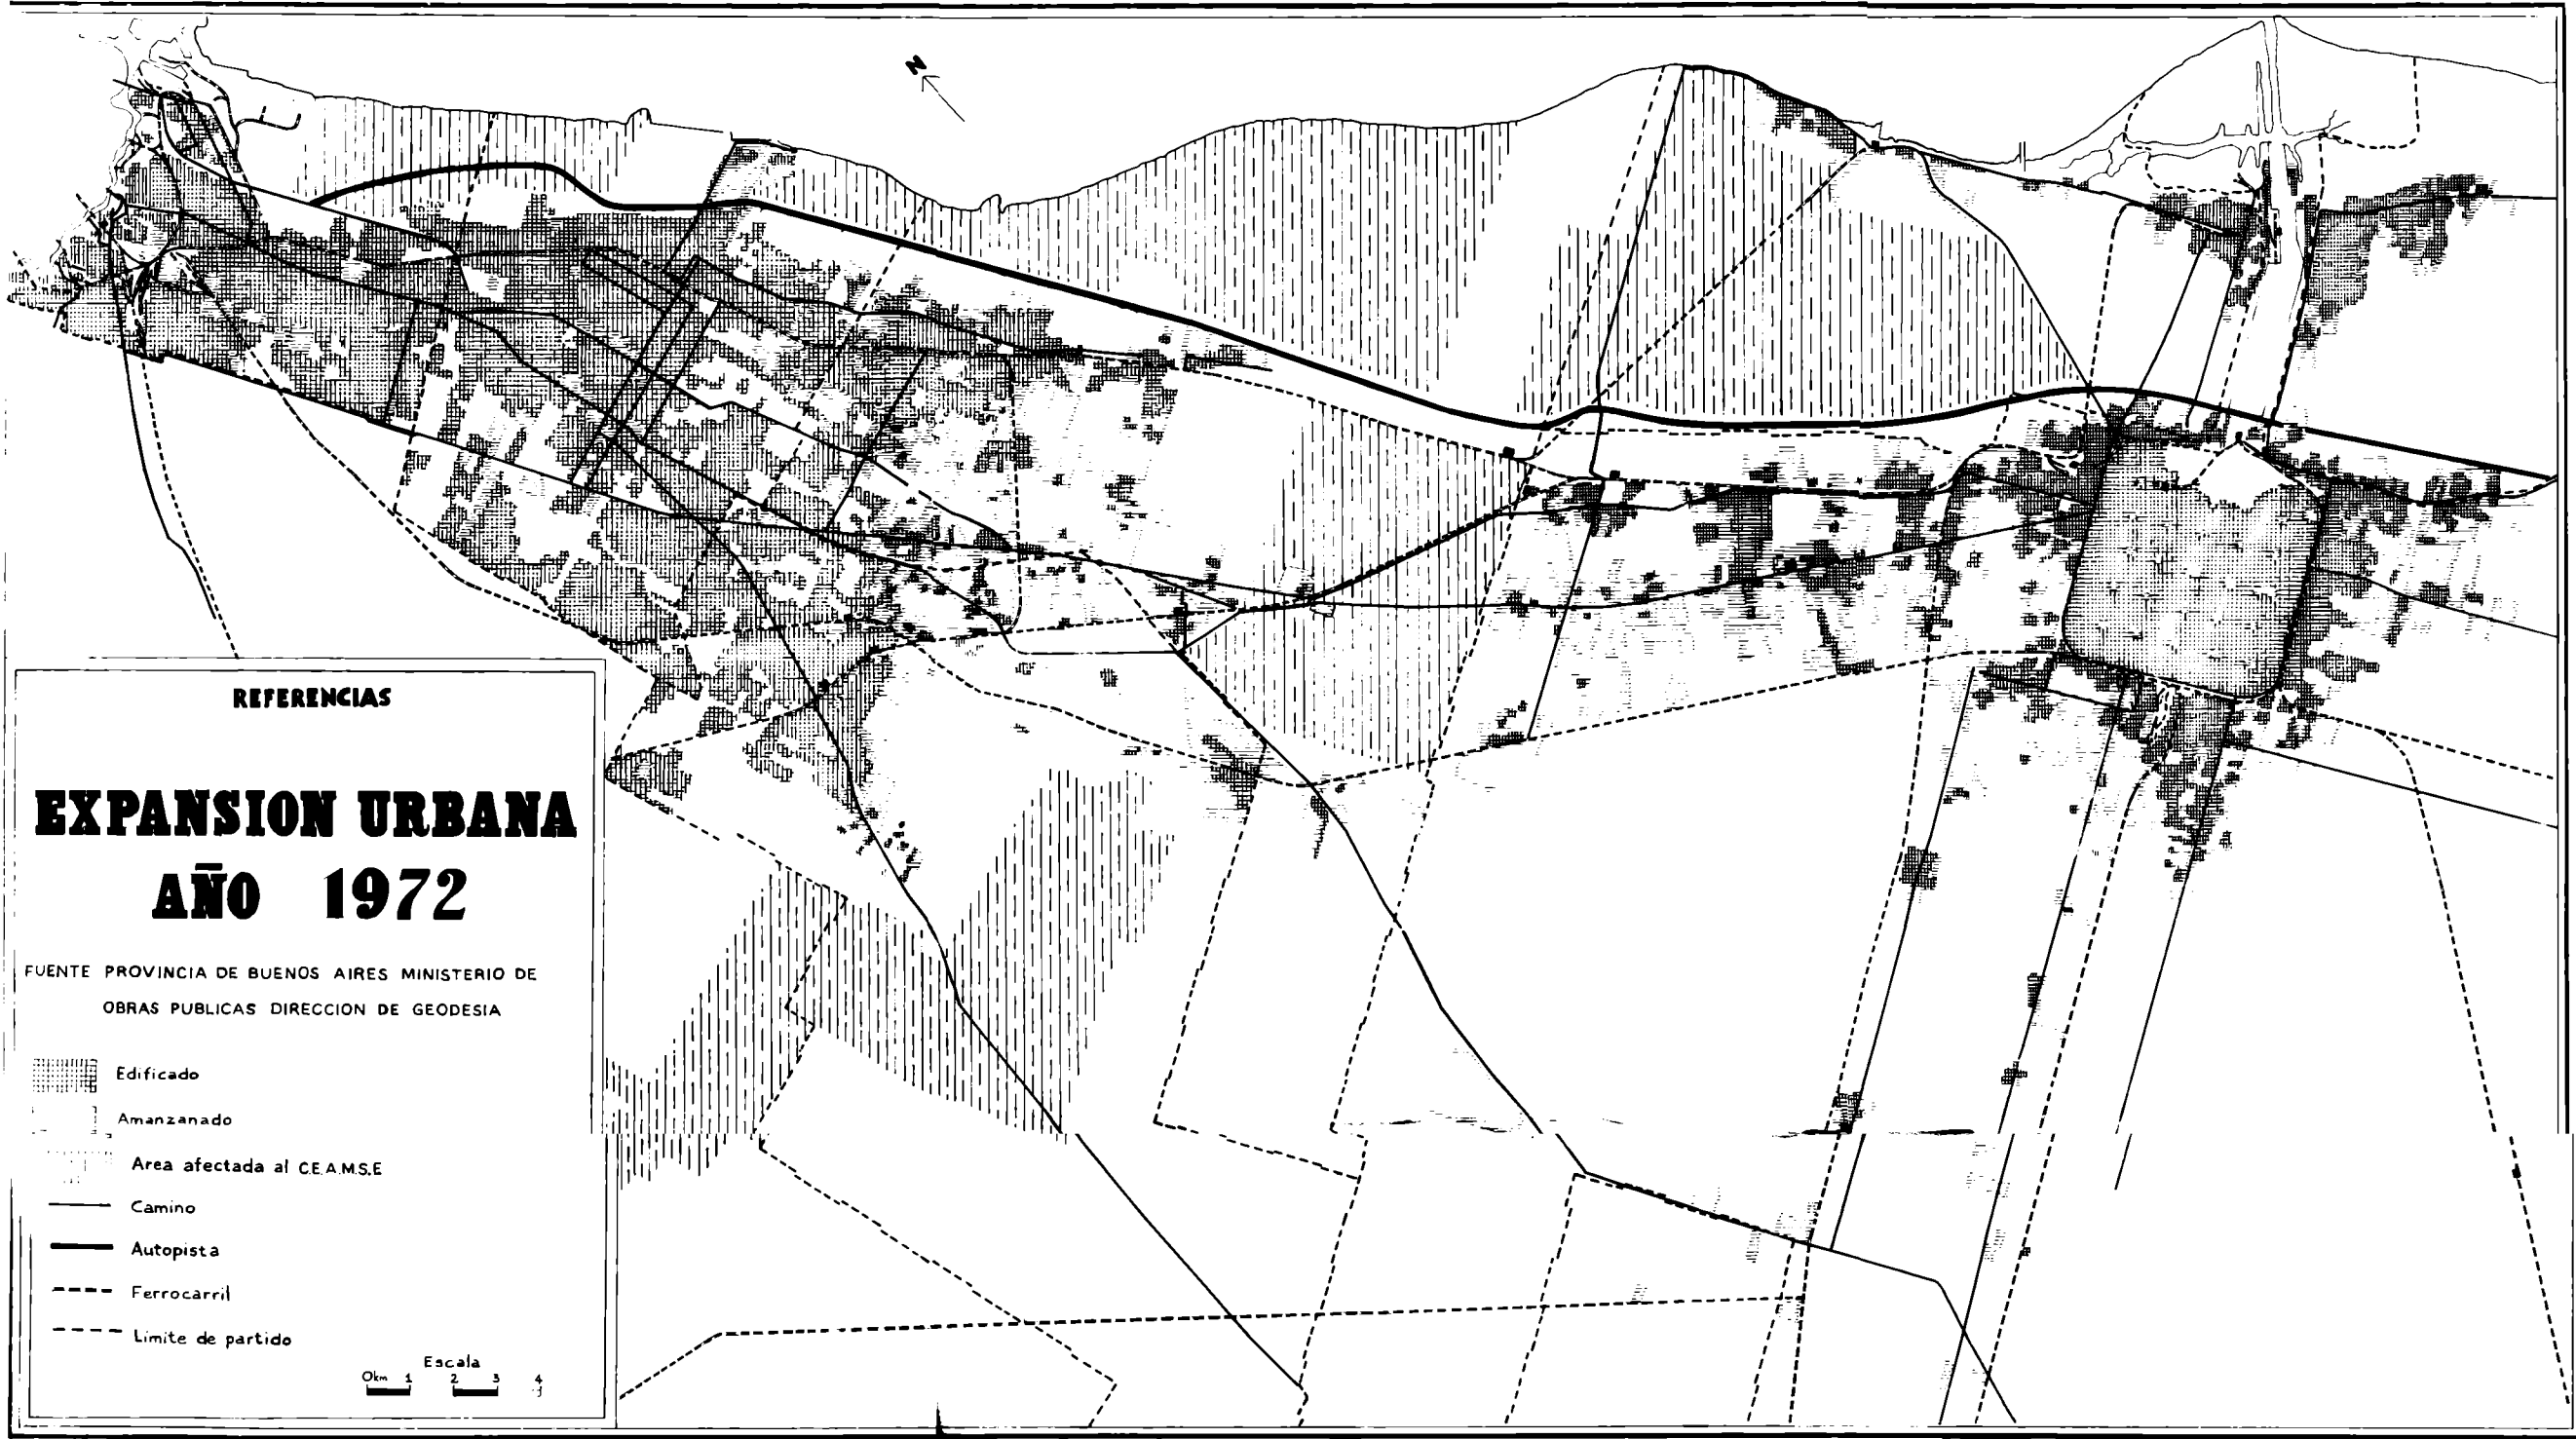 N
REFERENCIAS
EXPANSION URBANA
AÑO 1972
FUENTE PROVINCIA DE BUENOS AIRES MINISTERIO DE
OBRAS PUBLICAS DIRECCION DE GEODESIA
Edificado
Amanzanado
Area afectada al C.E.A.M.S.E
Camino
Autopista
Ferrocarril
Limite de partido
Escala
0km 1 2 3 4